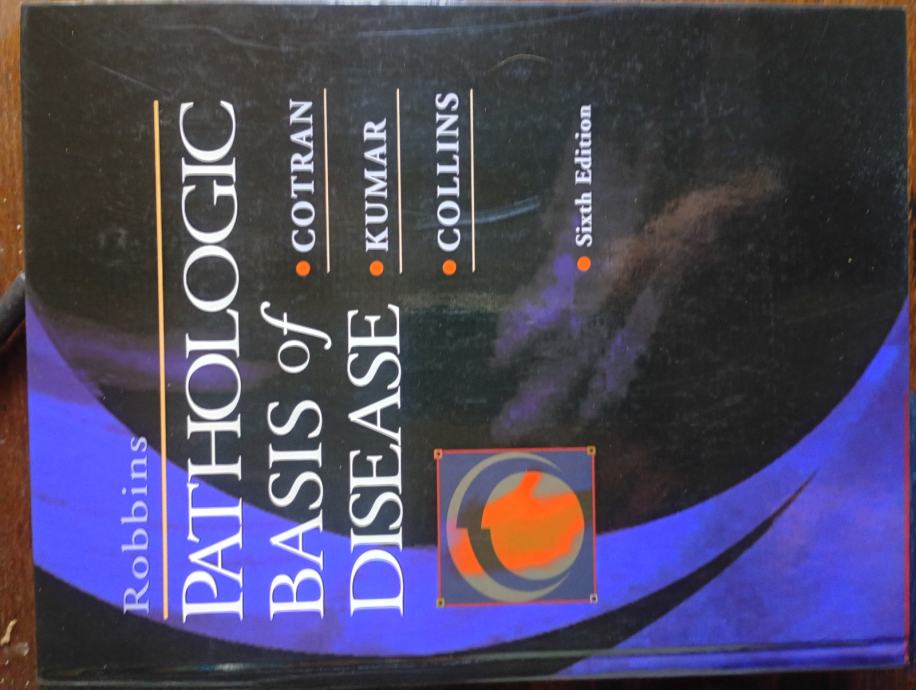 Robbins
PATHOLOGIC
BASIS of
DISEASE
COTRAN
KUMAR
COLLINS
Sixth Edition